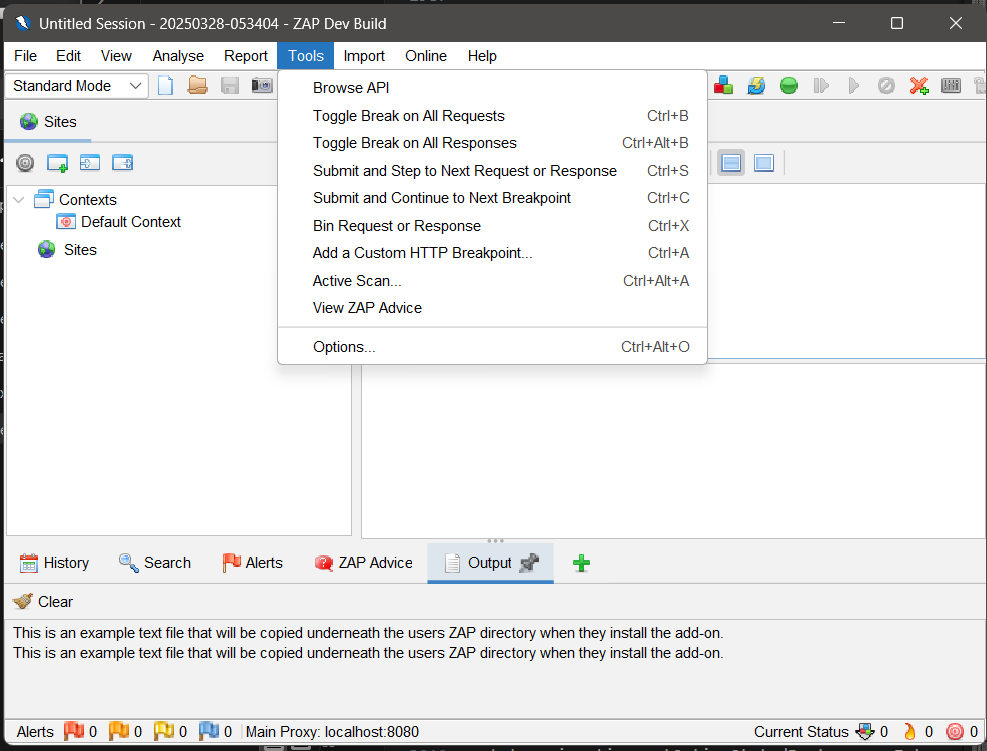 Untitled Session - 20250328-053404 - ZAP Dev Build
File Edit View Analyse Report Tools Import Online Help
Standard Mode
Browse API
Toggle Break on All Requests Ctrl+B
Toggle Break on All Responses Ctrl+Alt+B
Submit and Step to Next Request or Response Ctrl+S
Submit and Continue to Next Breakpoint Ctrl+C
Bin Request or Response Ctrl+X
Add a Custom HTTP Breakpoint... Ctrl+A
Active Scan... Ctrl+Alt+A
View ZAP Advice
Options... Ctrl+Alt+O
Sites
Contexts
Default Context
Sites
History Search Alerts ZAP Advice Output
Clear
This is an example text file that will be copied underneath the users ZAP directory when they install the add-on.
This is an example text file that will be copied underneath the users ZAP directory when they install the add-on.
Alerts 0 0 0 0 Main Proxy: localhost:8080 Current Status 0 0 0